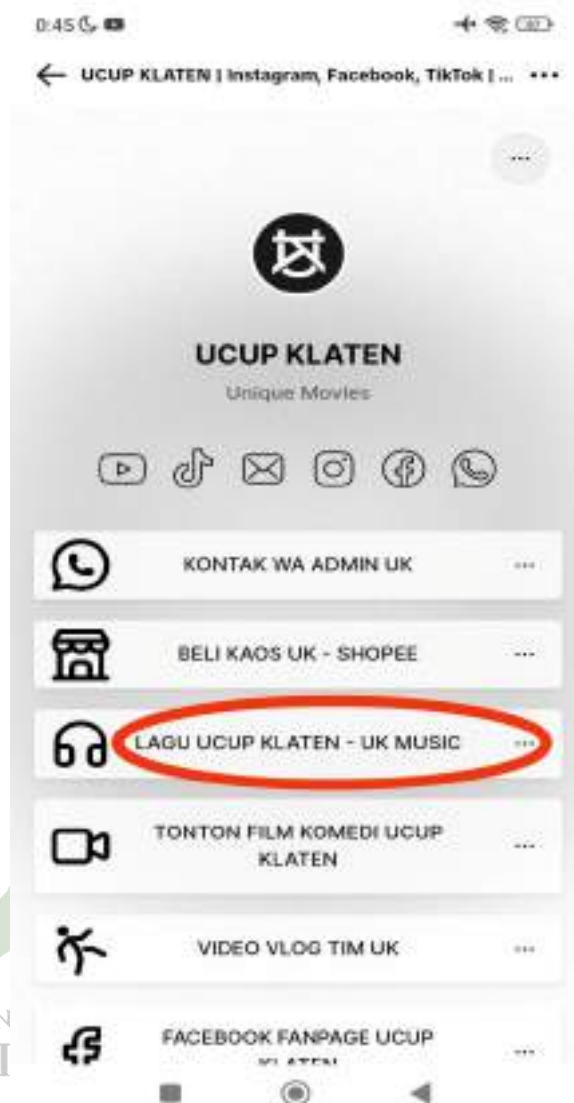 0:45
UCUP KLATEN | Instagram, Facebook, TikTok | ...
UCUP KLATEN
Unique Movies
KONTAK WA ADMIN UK
BELI KAOS UK - SHOPEE
LAGU UCUP KLATEN - UK MUSIC
TONTON FILM KOMEDI UCUP
KLATEN
VIDEO VLOG TIM UK
FACEBOOK FANPAGE UCUP
KLATEN